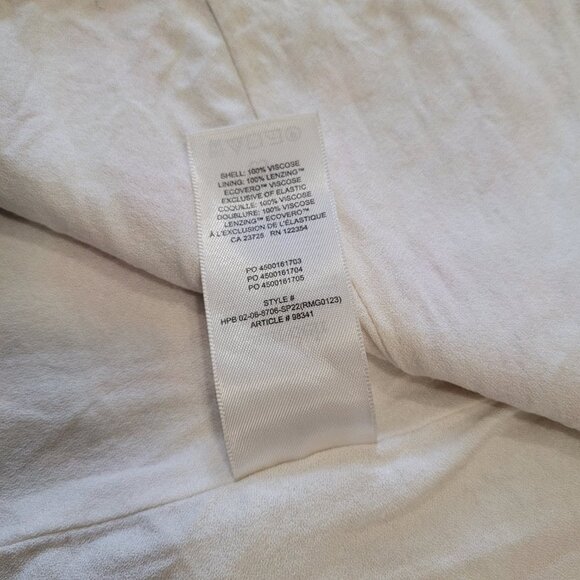 SHELL: 100% VISCOSE
LINING: 100% LENZING™
ECOVERO™ VISCOSE
EXCLUSIVE OF ELASTIC
COQUILLE: 100% VISCOSE
DOUBLURE: 100% VISCOSE
LENZING™ ECOVERO™
À L'EXCLUSION DE L'ÉLASTIQUE
CA 23725 RN 122354
PO 4500161703
PO 4500161704
PO 4500161705
STYLE #
HPB 02-08-8706-SP22(RMG0123)
ARTICLE # 98341